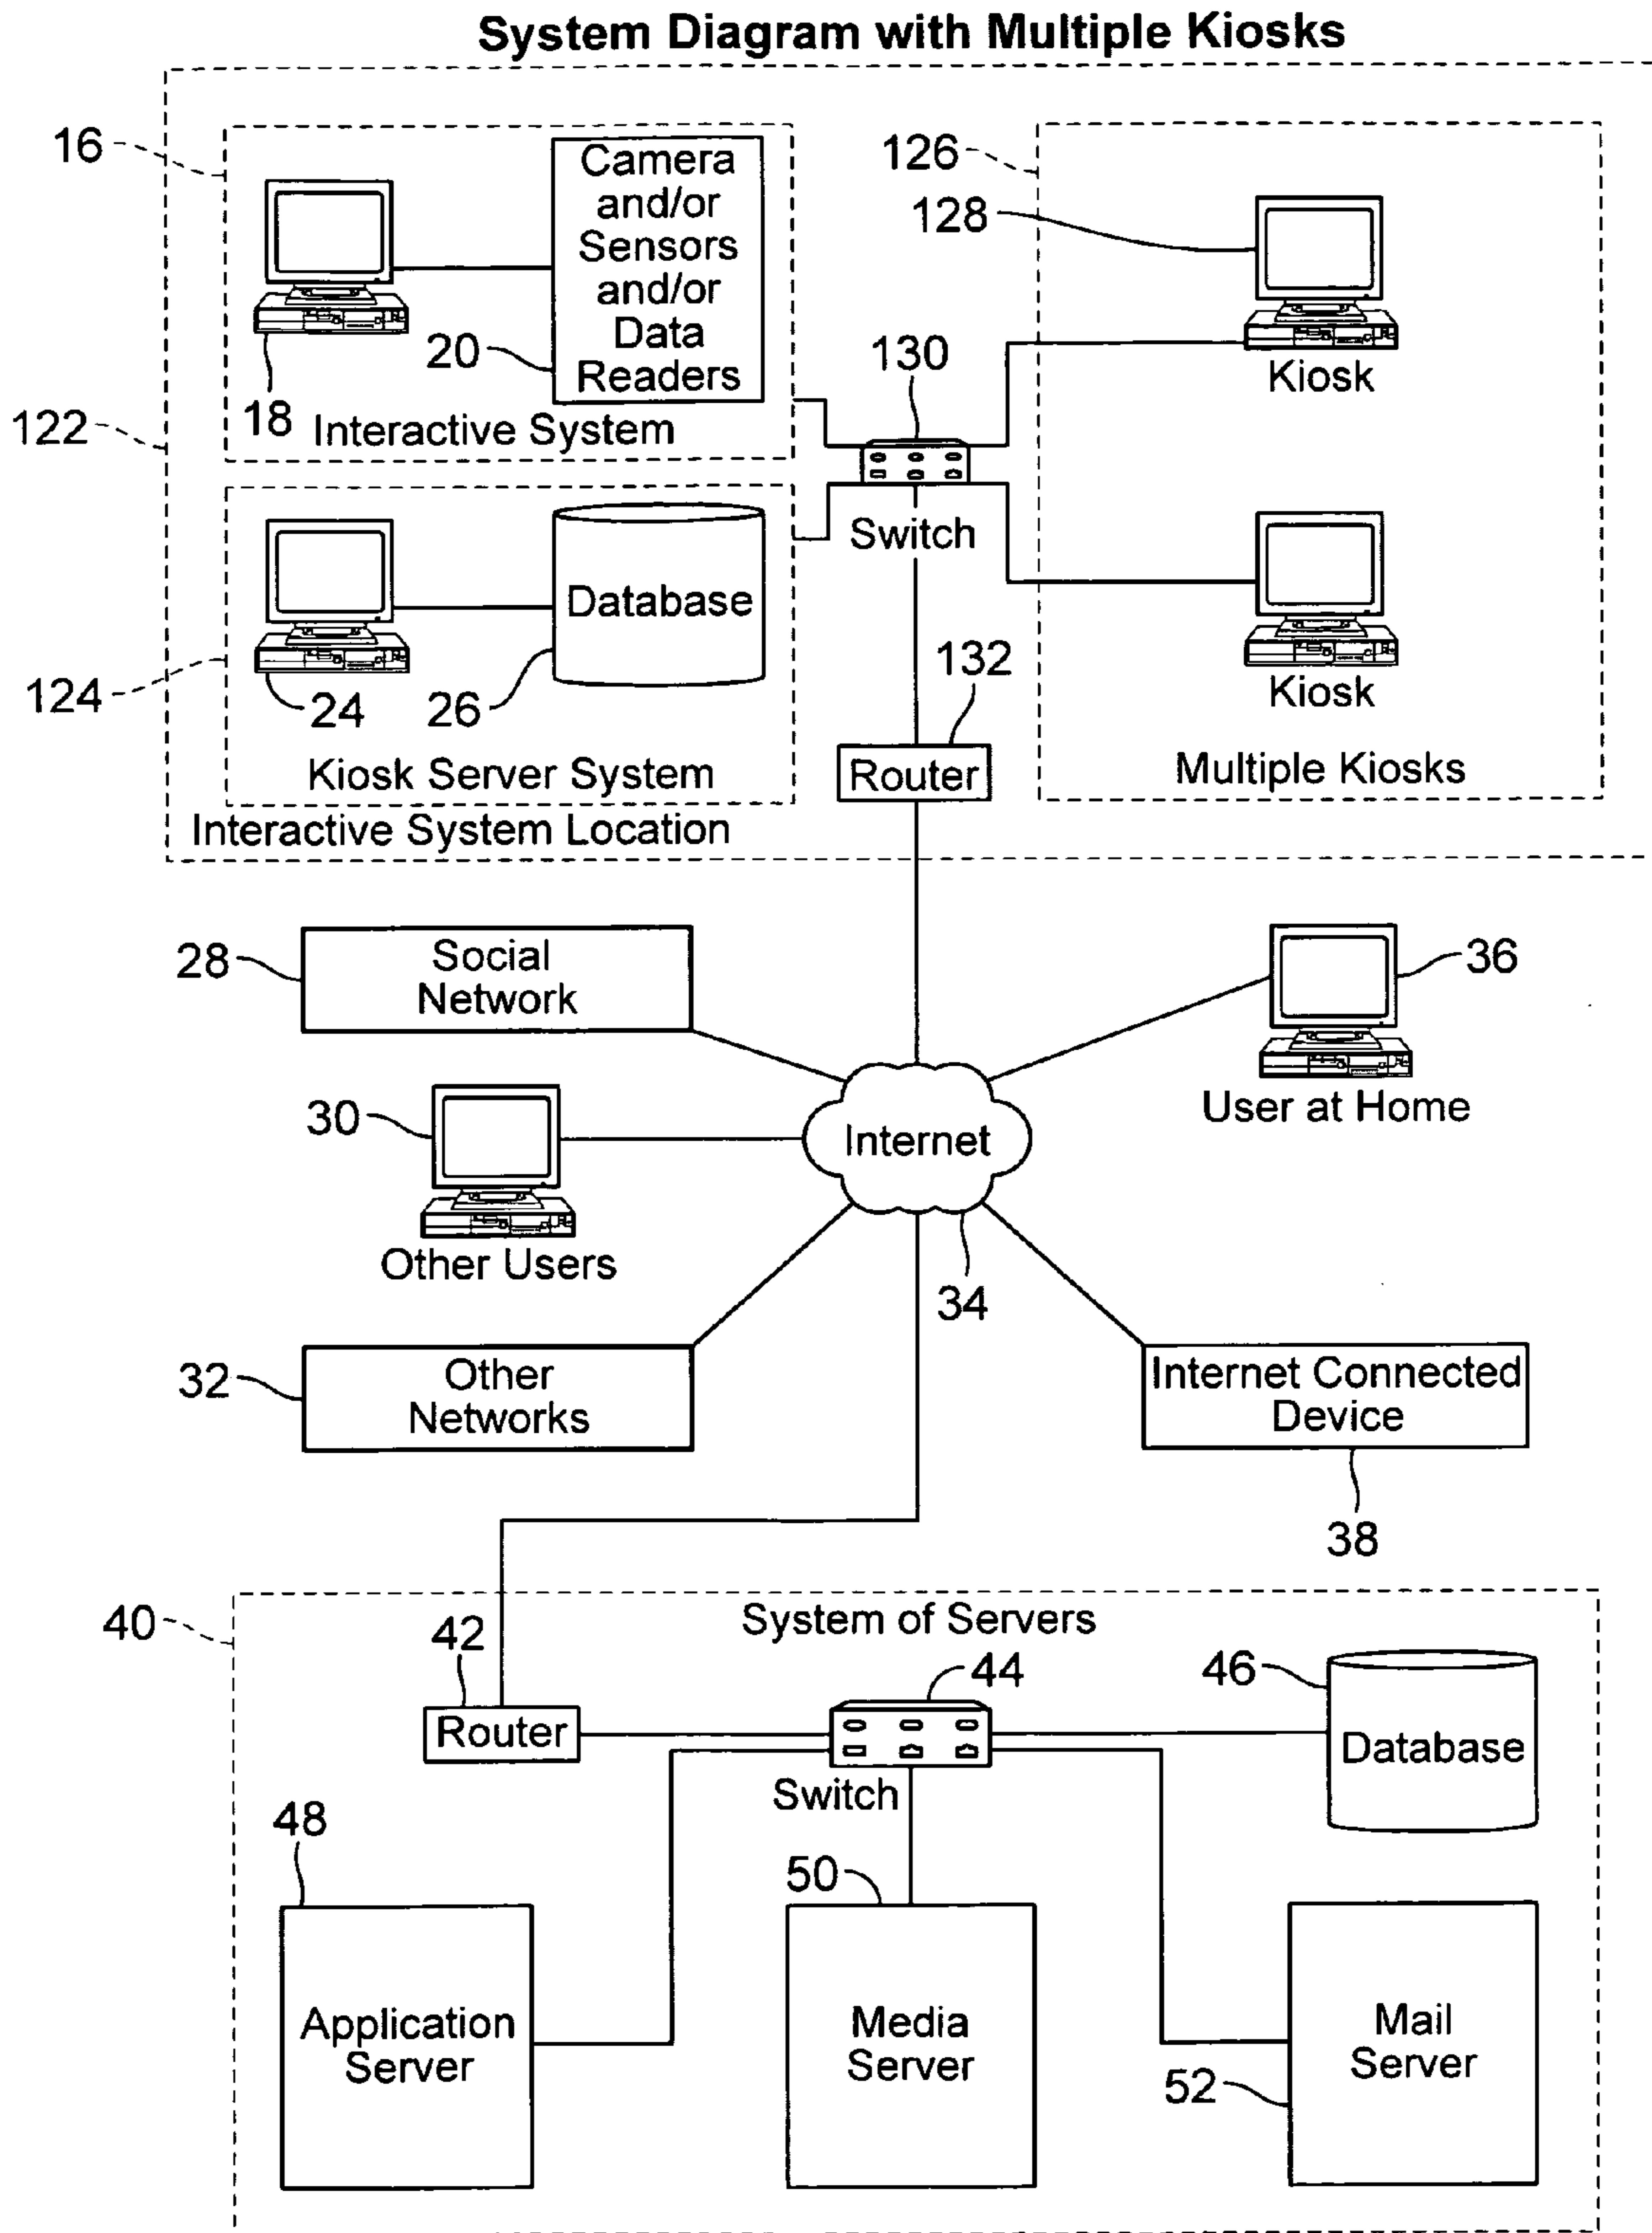 System Diagram with Multiple Kiosks
16
Camera
and/or
Sensors
and/or
Data
Readers
18
20
Interactive System
122
126
128
Kiosk
130
Switch
Kiosk
Multiple Kiosks
Database
124
24
26
Kiosk Server System
132
Router
Interactive System Location
28
Social
Network
36
User at Home
30
Other Users
Internet
34
32
Other
Networks
Internet Connected
Device
38
40
System of Servers
42
Router
44
Switch
46
Database
48
Application
Server
50
Media
Server
52
Mail
Server